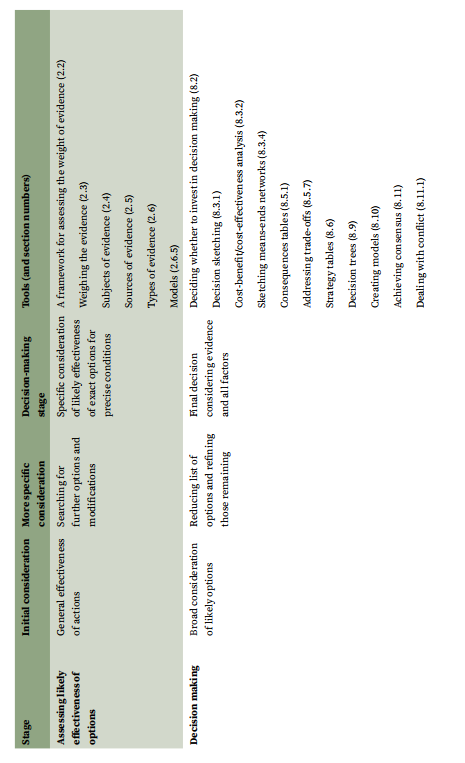 Stage
Initial consideration
More specific
consideration
Decision-making
stage
Tools (and section numbers)
Assessing likely
effectiveness of
options
General effectiveness
of actions
Searching for
further options and
modifications
Specific consideration
of likely effectiveness
of exact options for
precise conditions
A framework for assessing the weight of evidence (2.2)
Weighing the evidence (2.3)
Subjects of evidence (2.4)
Sources of evidence (2.5)
Types of evidence (2.6)
Models (2.6.5)
Decision making
Broad consideration
of likely options
Reducing list of
options and refining
those remaining
Final decision
considering evidence
and all factors
Deciding whether to invest in decision making (8.2)
Decision sketching (8.3.1)
Cost-benefit/cost-effectiveness analysis (8.3.2)
Sketching means-ends networks (8.3.4)
Consequences tables (8.5.1)
Addressing trade-offs (8.5.7)
Strategy tables (8.6)
Decision trees (8.9)
Creating models (8.10)
Achieving consensus (8.11)
Dealing with conflict (8.11.1)